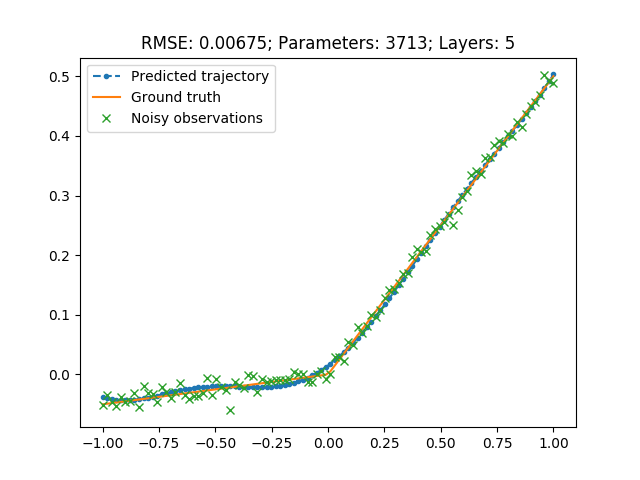 RMSE: 0.00675; Parameters: 3713; Layers: 5
Predicted trajectory
Ground truth
Noisy observations
0.5
0.4
0.3
0.2
0.1
0.0
−1.00 −0.75 −0.50 −0.25 0.00 0.25 0.50 0.75 1.00